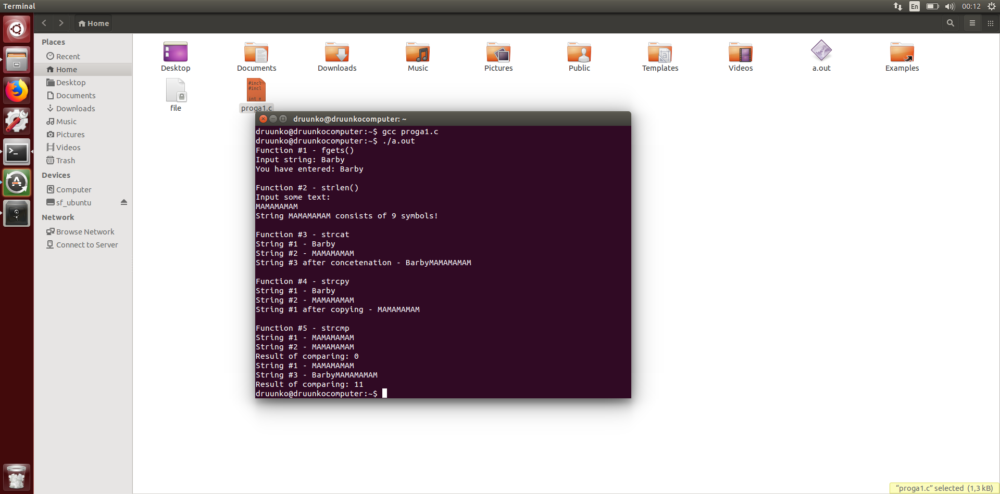 Terminal
En
00:12
Home
Places
Recent
Home
Desktop
Documents
Downloads
Music
Pictures
Videos
Trash
Devices
Computer
sf_ubuntu
Network
Browse Network
Connect to Server
Desktop
Documents
Downloads
Music
Pictures
Public
Templates
Videos
a.out
Examples
file
#incl
#incl
int m
proga1.c
druunko@druunkocomputer: ~
druunko@druunkocomputer:~$ gcc proga1.c
druunko@druunkocomputer:~$ ./a.out
Function #1 - fgets()
Input string: Barby
You have entered: Barby
Function #2 - strlen()
Input some text:
MAMAMAMAM
String MAMAMAMAM consists of 9 symbols!
Function #3 - strcat
String #1 - Barby
String #2 - MAMAMAMAM
String #3 after concetenation - BarbyMAMAMAMAM
Function #4 - strcpy
String #1 - Barby
String #2 - MAMAMAMAM
String #1 after copying - MAMAMAMAM
Function #5 - strcmp
String #1 - MAMAMAMAM
String #2 - MAMAMAMAM
Result of comparing: 0
String #1 - MAMAMAMAM
String #3 - BarbyMAMAMAMAM
Result of comparing: 11
druunko@druunkocomputer:~$
“proga1.c” selected (1,3 kB)